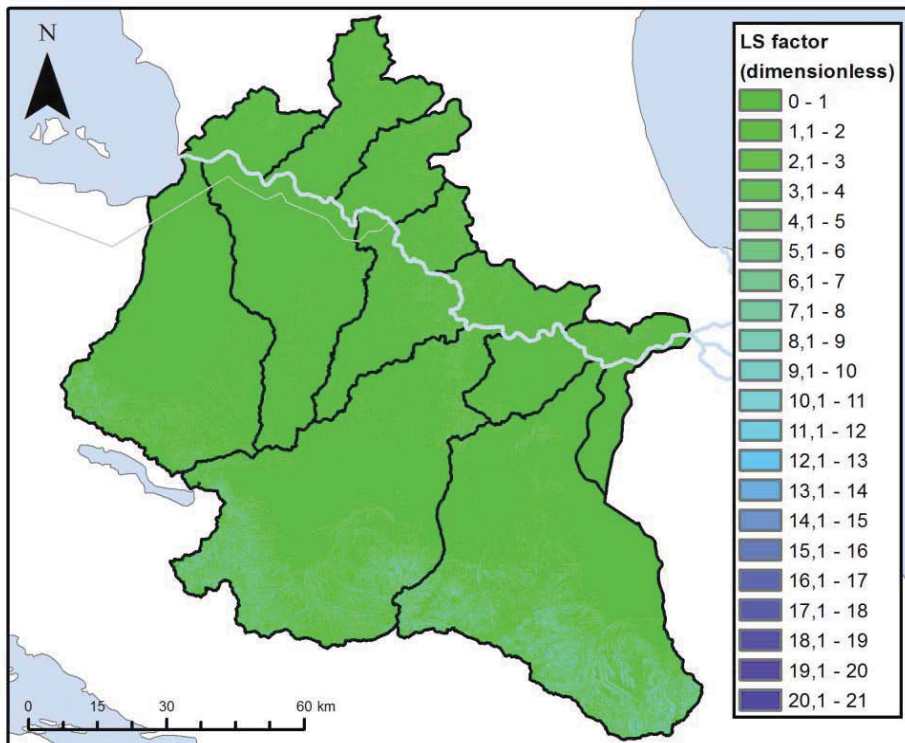 N
LS factor
(dimensionless)
0 - 1
1,1 - 2
2,1 - 3
3,1 - 4
4,1 - 5
5,1 - 6
6,1 - 7
7,1 - 8
8,1 - 9
9,1 - 10
10,1 - 11
11,1 - 12
12,1 - 13
13,1 - 14
14,1 - 15
15,1 - 16
16,1 - 17
17,1 - 18
18,1 - 19
19,1 - 20
20,1 - 21
0 15 30 60 km